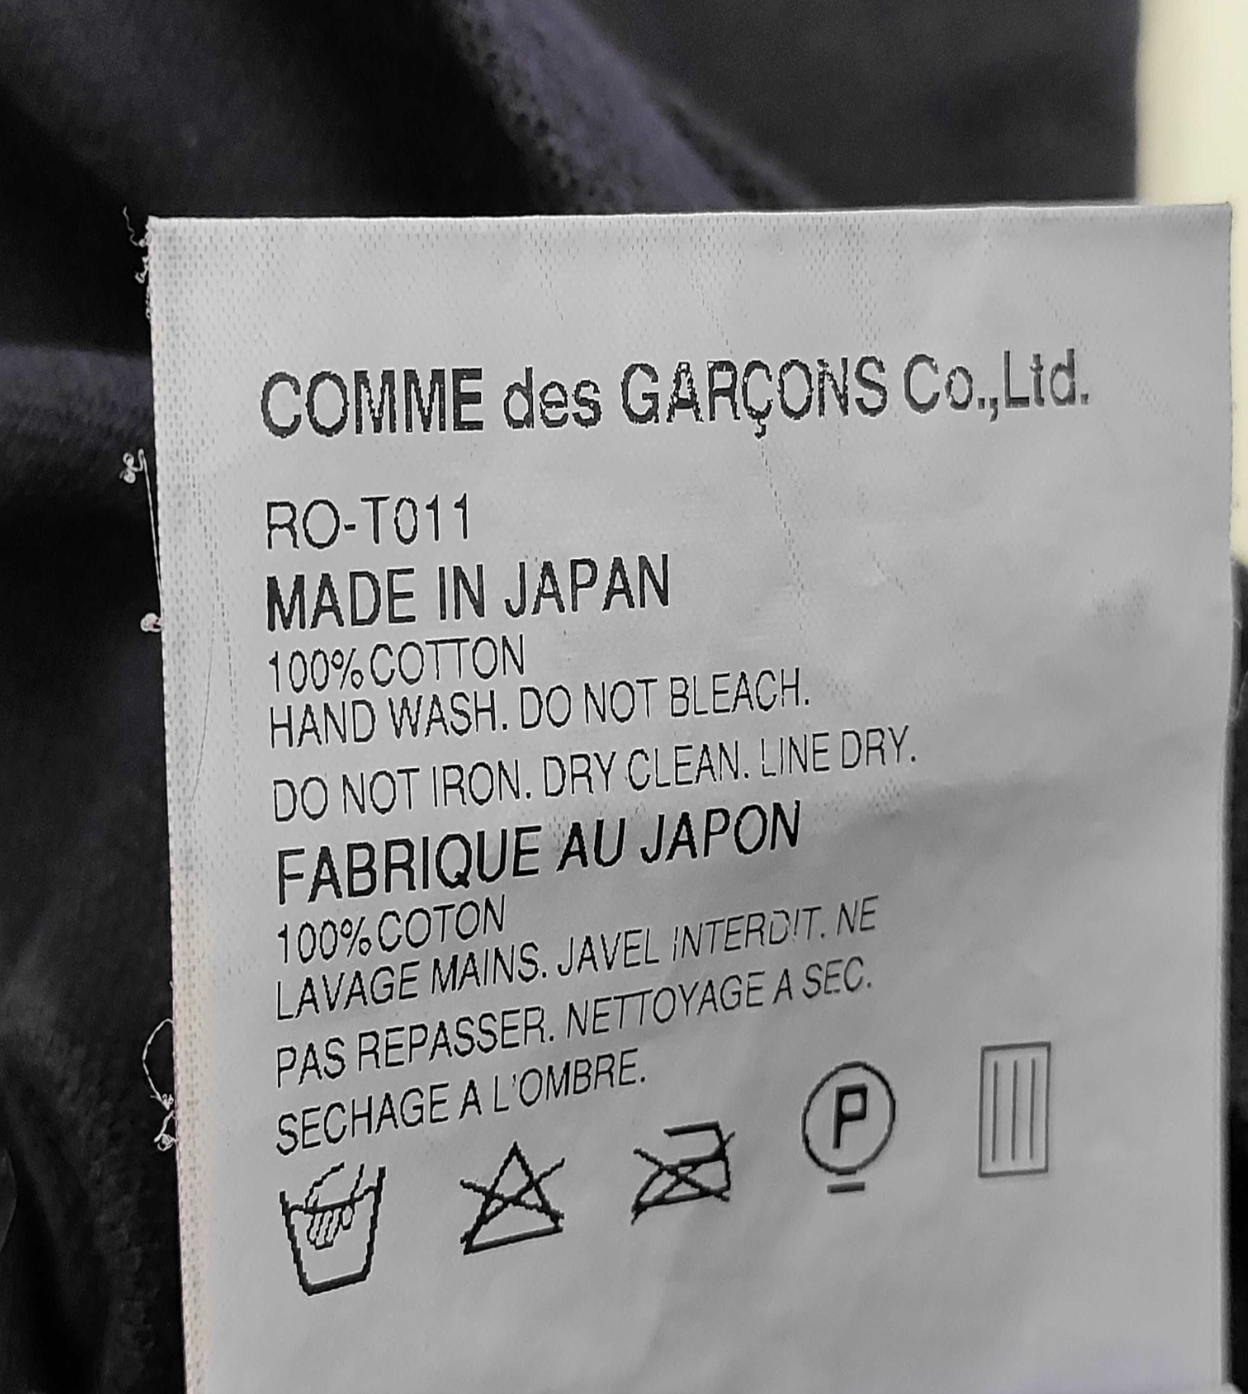 COMME des GARÇONS Co.,Ltd.
RO-T011
MADE IN JAPAN
100%COTTON
HAND WASH. DO NOT BLEACH.
DO NOT IRON. DRY CLEAN. LINE DRY.
FABRIQUE AU JAPON
100%COTON
LAVAGE MAINS. JAVEL INTERDIT. NE
PAS REPASSER. NETTOYAGE A SEC.
SECHAGE A L'OMBRE.
P